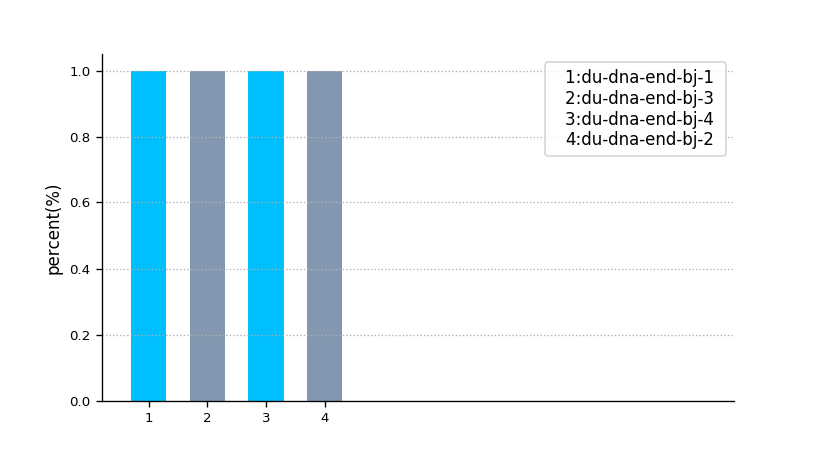 percent(%)
1.0
0.8
0.6
0.4
0.2
0.0
1 2 3 4
1:du-dna-end-bj-1
2:du-dna-end-bj-3
3:du-dna-end-bj-4
4:du-dna-end-bj-2